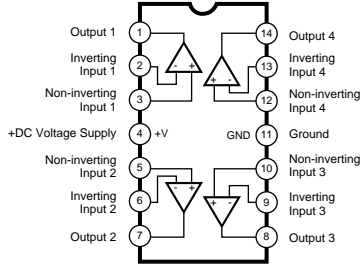 Output 1
1
Inverting
Input 1
2
Non-inverting
Input 1
3
+DC Voltage Supply
4
+V
Non-inverting
Input 2
5
Inverting
Input 2
6
Output 2
7
- +
- +
14
Output 4
13
Inverting
Input 4
12
Non-inverting
Input 4
GND
11
Ground
10
Non-inverting
Input 3
9
Inverting
Input 3
8
Output 3
+ -
+ -